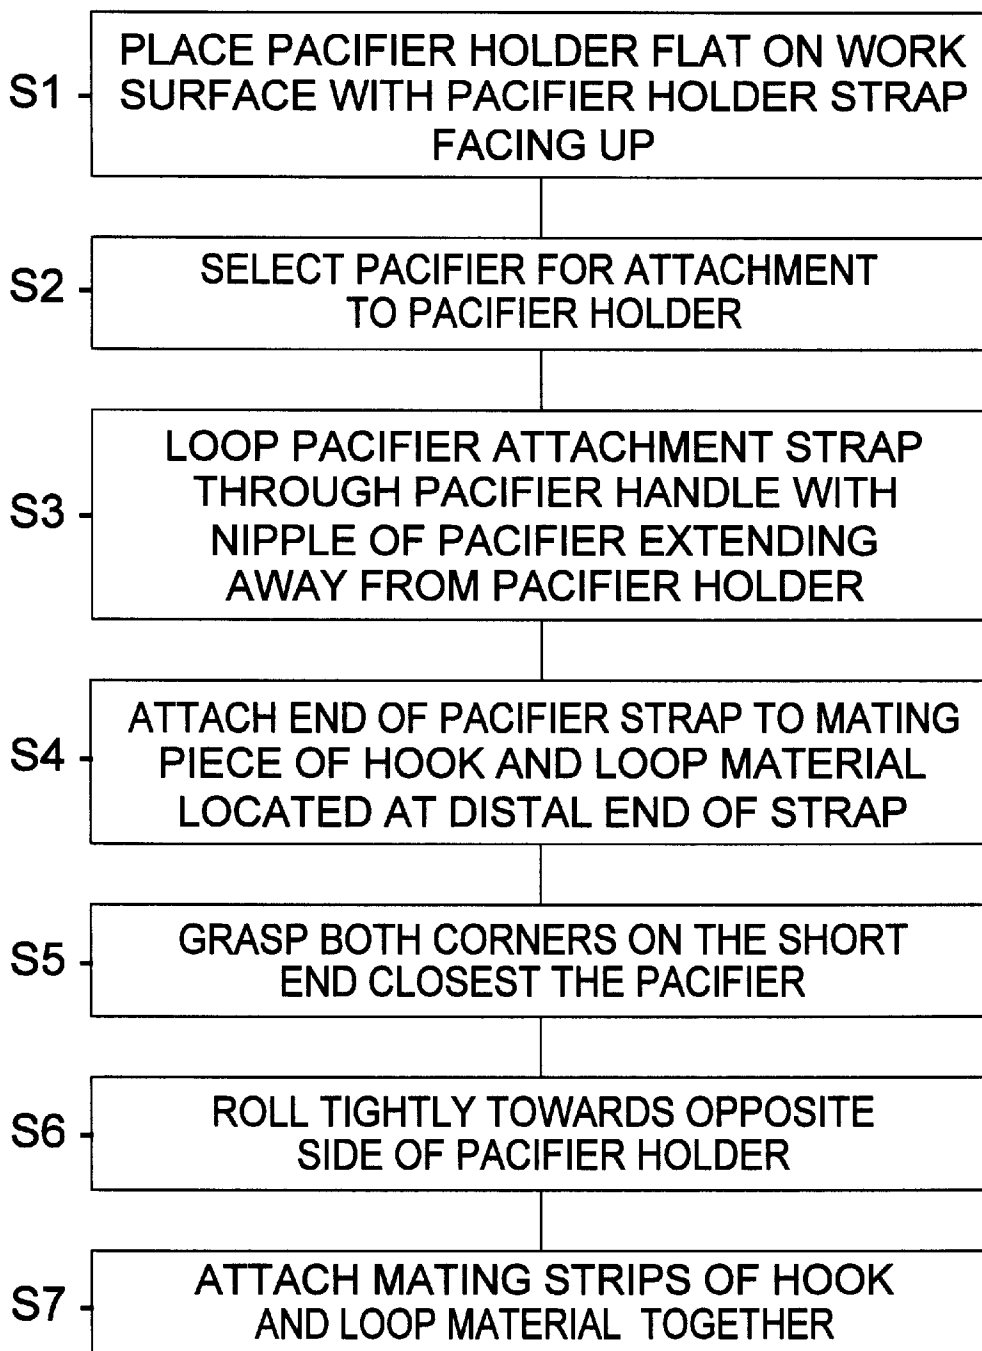 PLACE PACIFIER HOLDER FLAT ON WORK
S1 - SURFACE WITH PACIFIER HOLDER STRAP
FACING UP
S2 - SELECT PACIFIER FOR ATTACHMENT
TO PACIFIER HOLDER
LOOP PACIFIER ATTACHMENT STRAP
THROUGH PACIFIER HANDLE WITH
S3 - NIPPLE OF PACIFIER EXTENDING
AWAY FROM PACIFIER HOLDER
ATTACH END OF PACIFIER STRAP TO MATING
S4 - PIECE OF HOOK AND LOOP MATERIAL
LOCATED AT DISTAL END OF STRAP
S5 - GRASP BOTH CORNERS ON THE SHORT
END CLOSEST THE PACIFIER
S6 - ROLL TIGHTLY TOWARDS OPPOSITE
SIDE OF PACIFIER HOLDER
S7 - ATTACH MATING STRIPS OF HOOK
AND LOOP MATERIAL TOGETHER